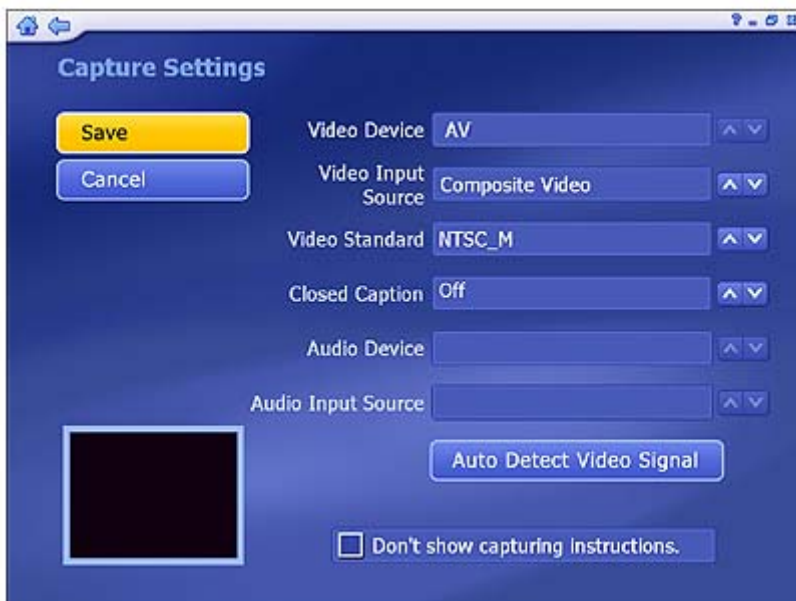 Capture Settings
Save
Cancel
Video Device AV
Video Input
Source Composite Video
Video Standard NTSC_M
Closed Caption Off
Audio Device
Audio Input Source
Auto Detect Video Signal
Don't show capturing instructions.